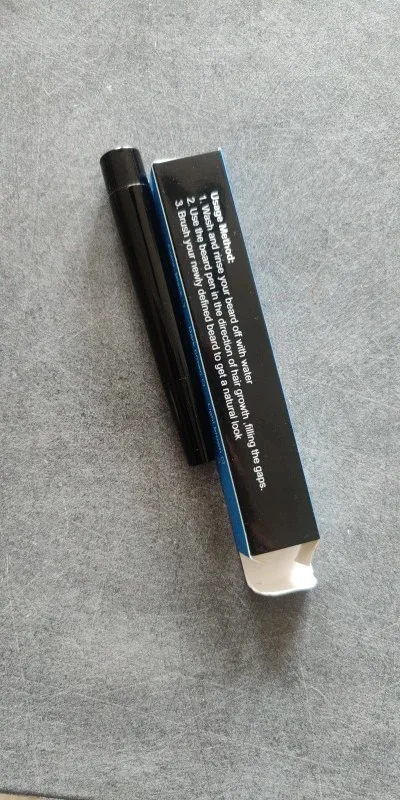 Usage Method:
1. Wash and rinse your beard off with water
2. Use the beard pen in the direction of hair growth ,filling the gaps.
3. Brush your newly defined beard to get a natural look